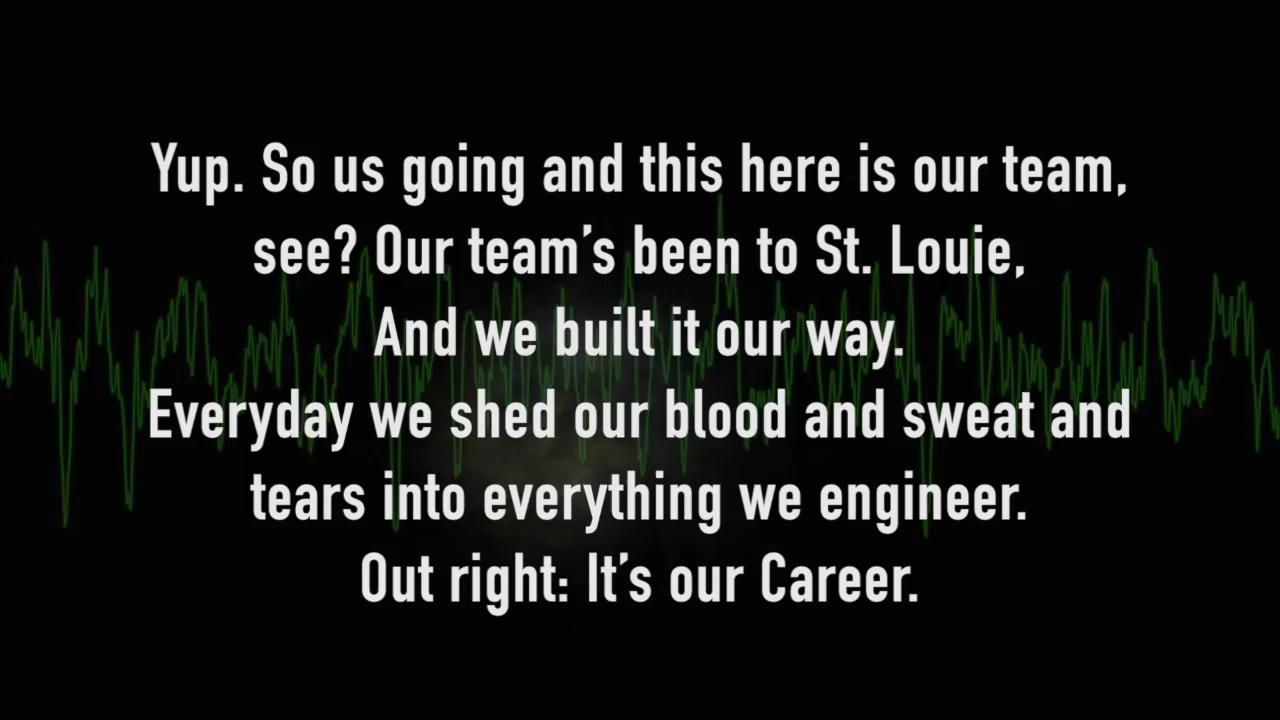 Yup. So us going and this here is our team,
see? Our team’s been to St. Louie,
And we built it our way.
Everyday we shed our blood and sweat and
tears into everything we engineer.
Out right: It’s our Career.